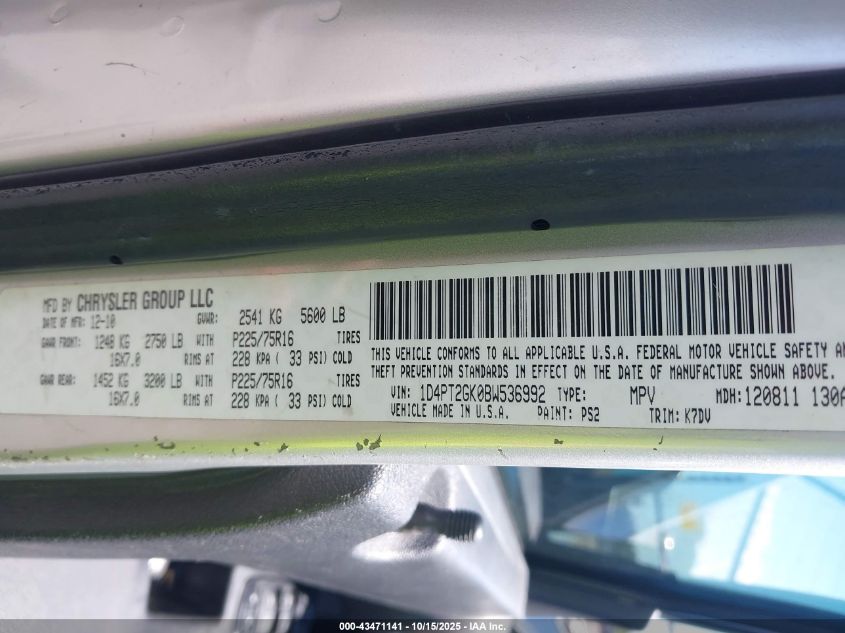 MFD BY CHRYSLER GROUP LLC
DATE OF MFR: 12-10 GVWR: 2541 KG 5600 LB
GAWR FRONT: 1248 KG 2750 LB WITH P225/75R16 TIRES
16X7.0 RIMS AT 228 KPA ( 33 PSI) COLD
GAWR REAR: 1452 KG 3200 LB WITH P225/75R16 TIRES
16X7.0 RIMS AT 228 KPA ( 33 PSI) COLD
THIS VEHICLE CONFORMS TO ALL APPLICABLE U.S.A. FEDERAL MOTOR VEHICLE SAFETY
THEFT PREVENTION STANDARDS IN EFFECT ON THE DATE OF MANUFACTURE SHOWN ABOVE.
VIN: 1D4PT2GK0BW536992 TYPE: MPV MDH: 120811 130
VEHICLE MADE IN U.S.A. PAINT: PS2 TRIM: K7DV
000-43471141 - 10/15/2025 - IAA Inc.